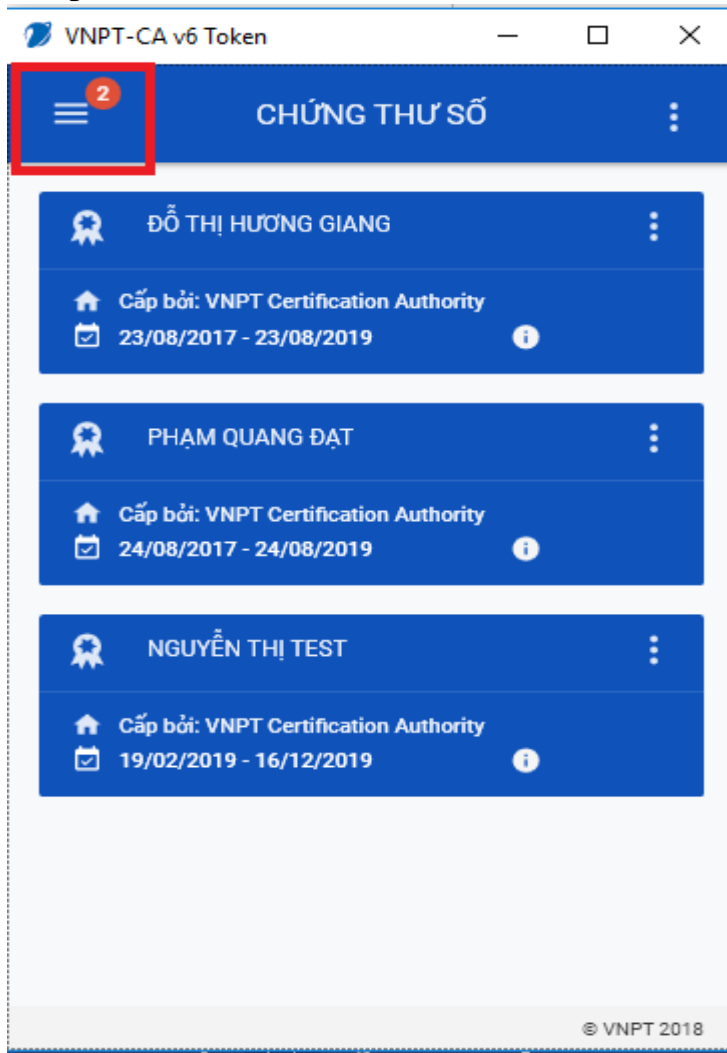 VNPT-CA v6 Token
2
CHỨNG THƯ SỐ
ĐỖ THỊ HƯƠNG GIANG
Cấp bởi: VNPT Certification Authority
23/08/2017 - 23/08/2019
PHẠM QUANG ĐẠT
Cấp bởi: VNPT Certification Authority
24/08/2017 - 24/08/2019
NGUYỄN THỊ TEST
Cấp bởi: VNPT Certification Authority
19/02/2019 - 16/12/2019
© VNPT 2018